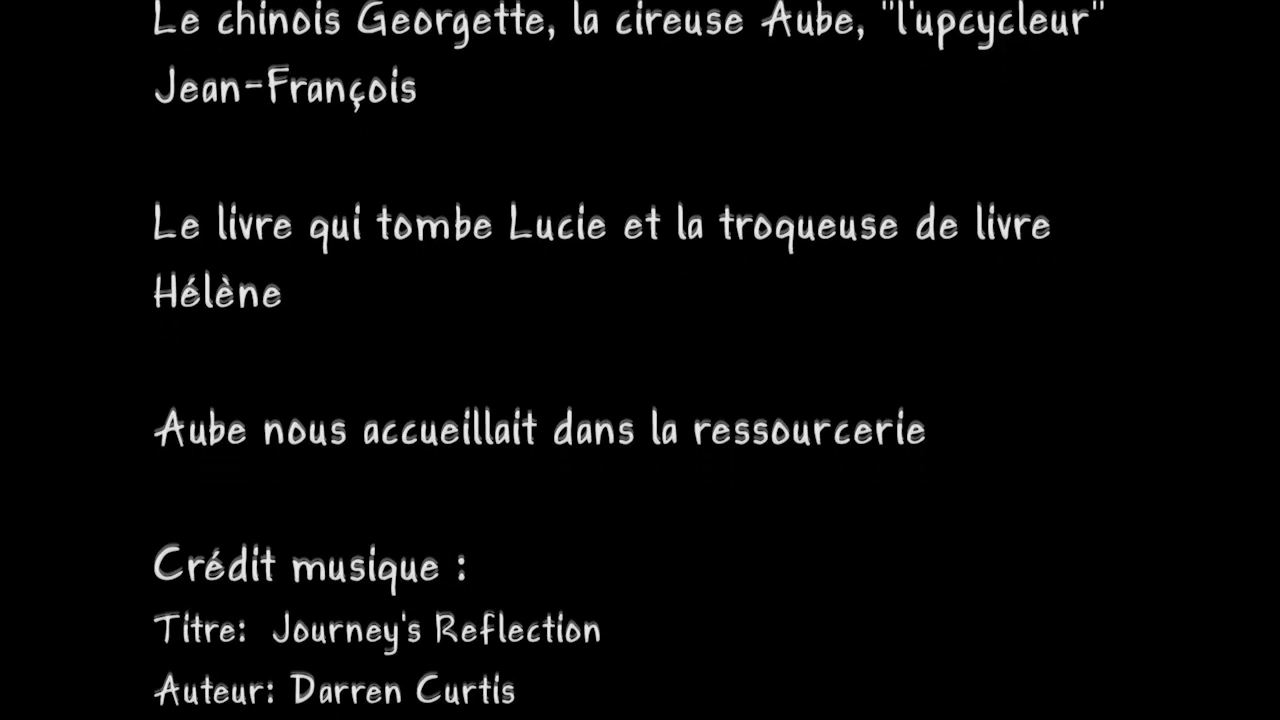 Le chinois Georgette, la cireuse Aube, "l'upcycleur"
Jean-François
Le livre qui tombe Lucie et la troqueuse de livre
Hélène
Aube nous accueillait dans la ressourcerie
Crédit musique :
Titre:  Journey's Reflection
Auteur: Darren Curtis